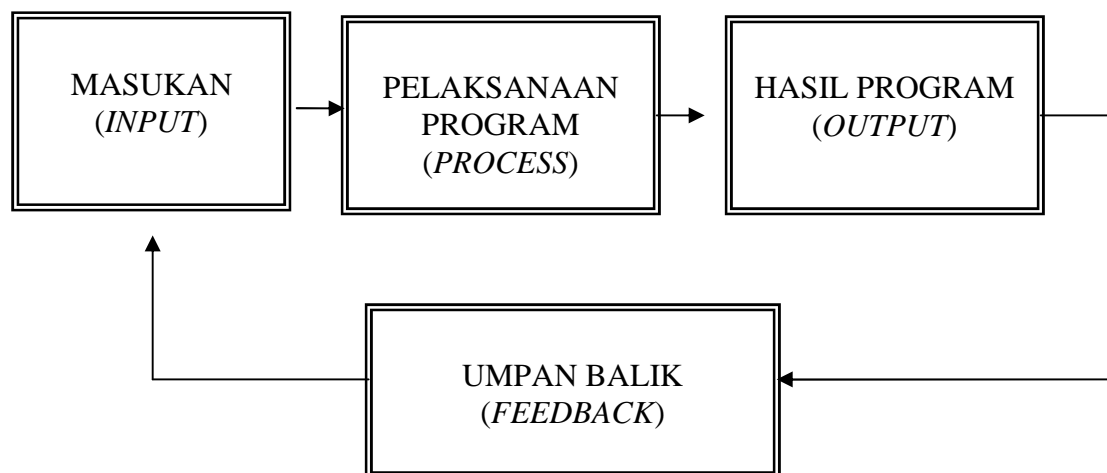 MASUKAN
(INPUT)
PELAKSANAAN
PROGRAM
(PROCESS)
HASIL PROGRAM
(OUTPUT)
UMPAN BALIK
(FEEDBACK)